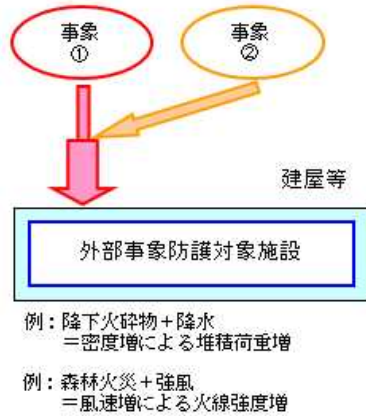 事象
①
事象
②
建屋等
外部事象防護対象施設
例：降下火砕物＋降水
＝密度増による堆積荷重増
例：森林火災＋強風
＝風速増による火線強度増